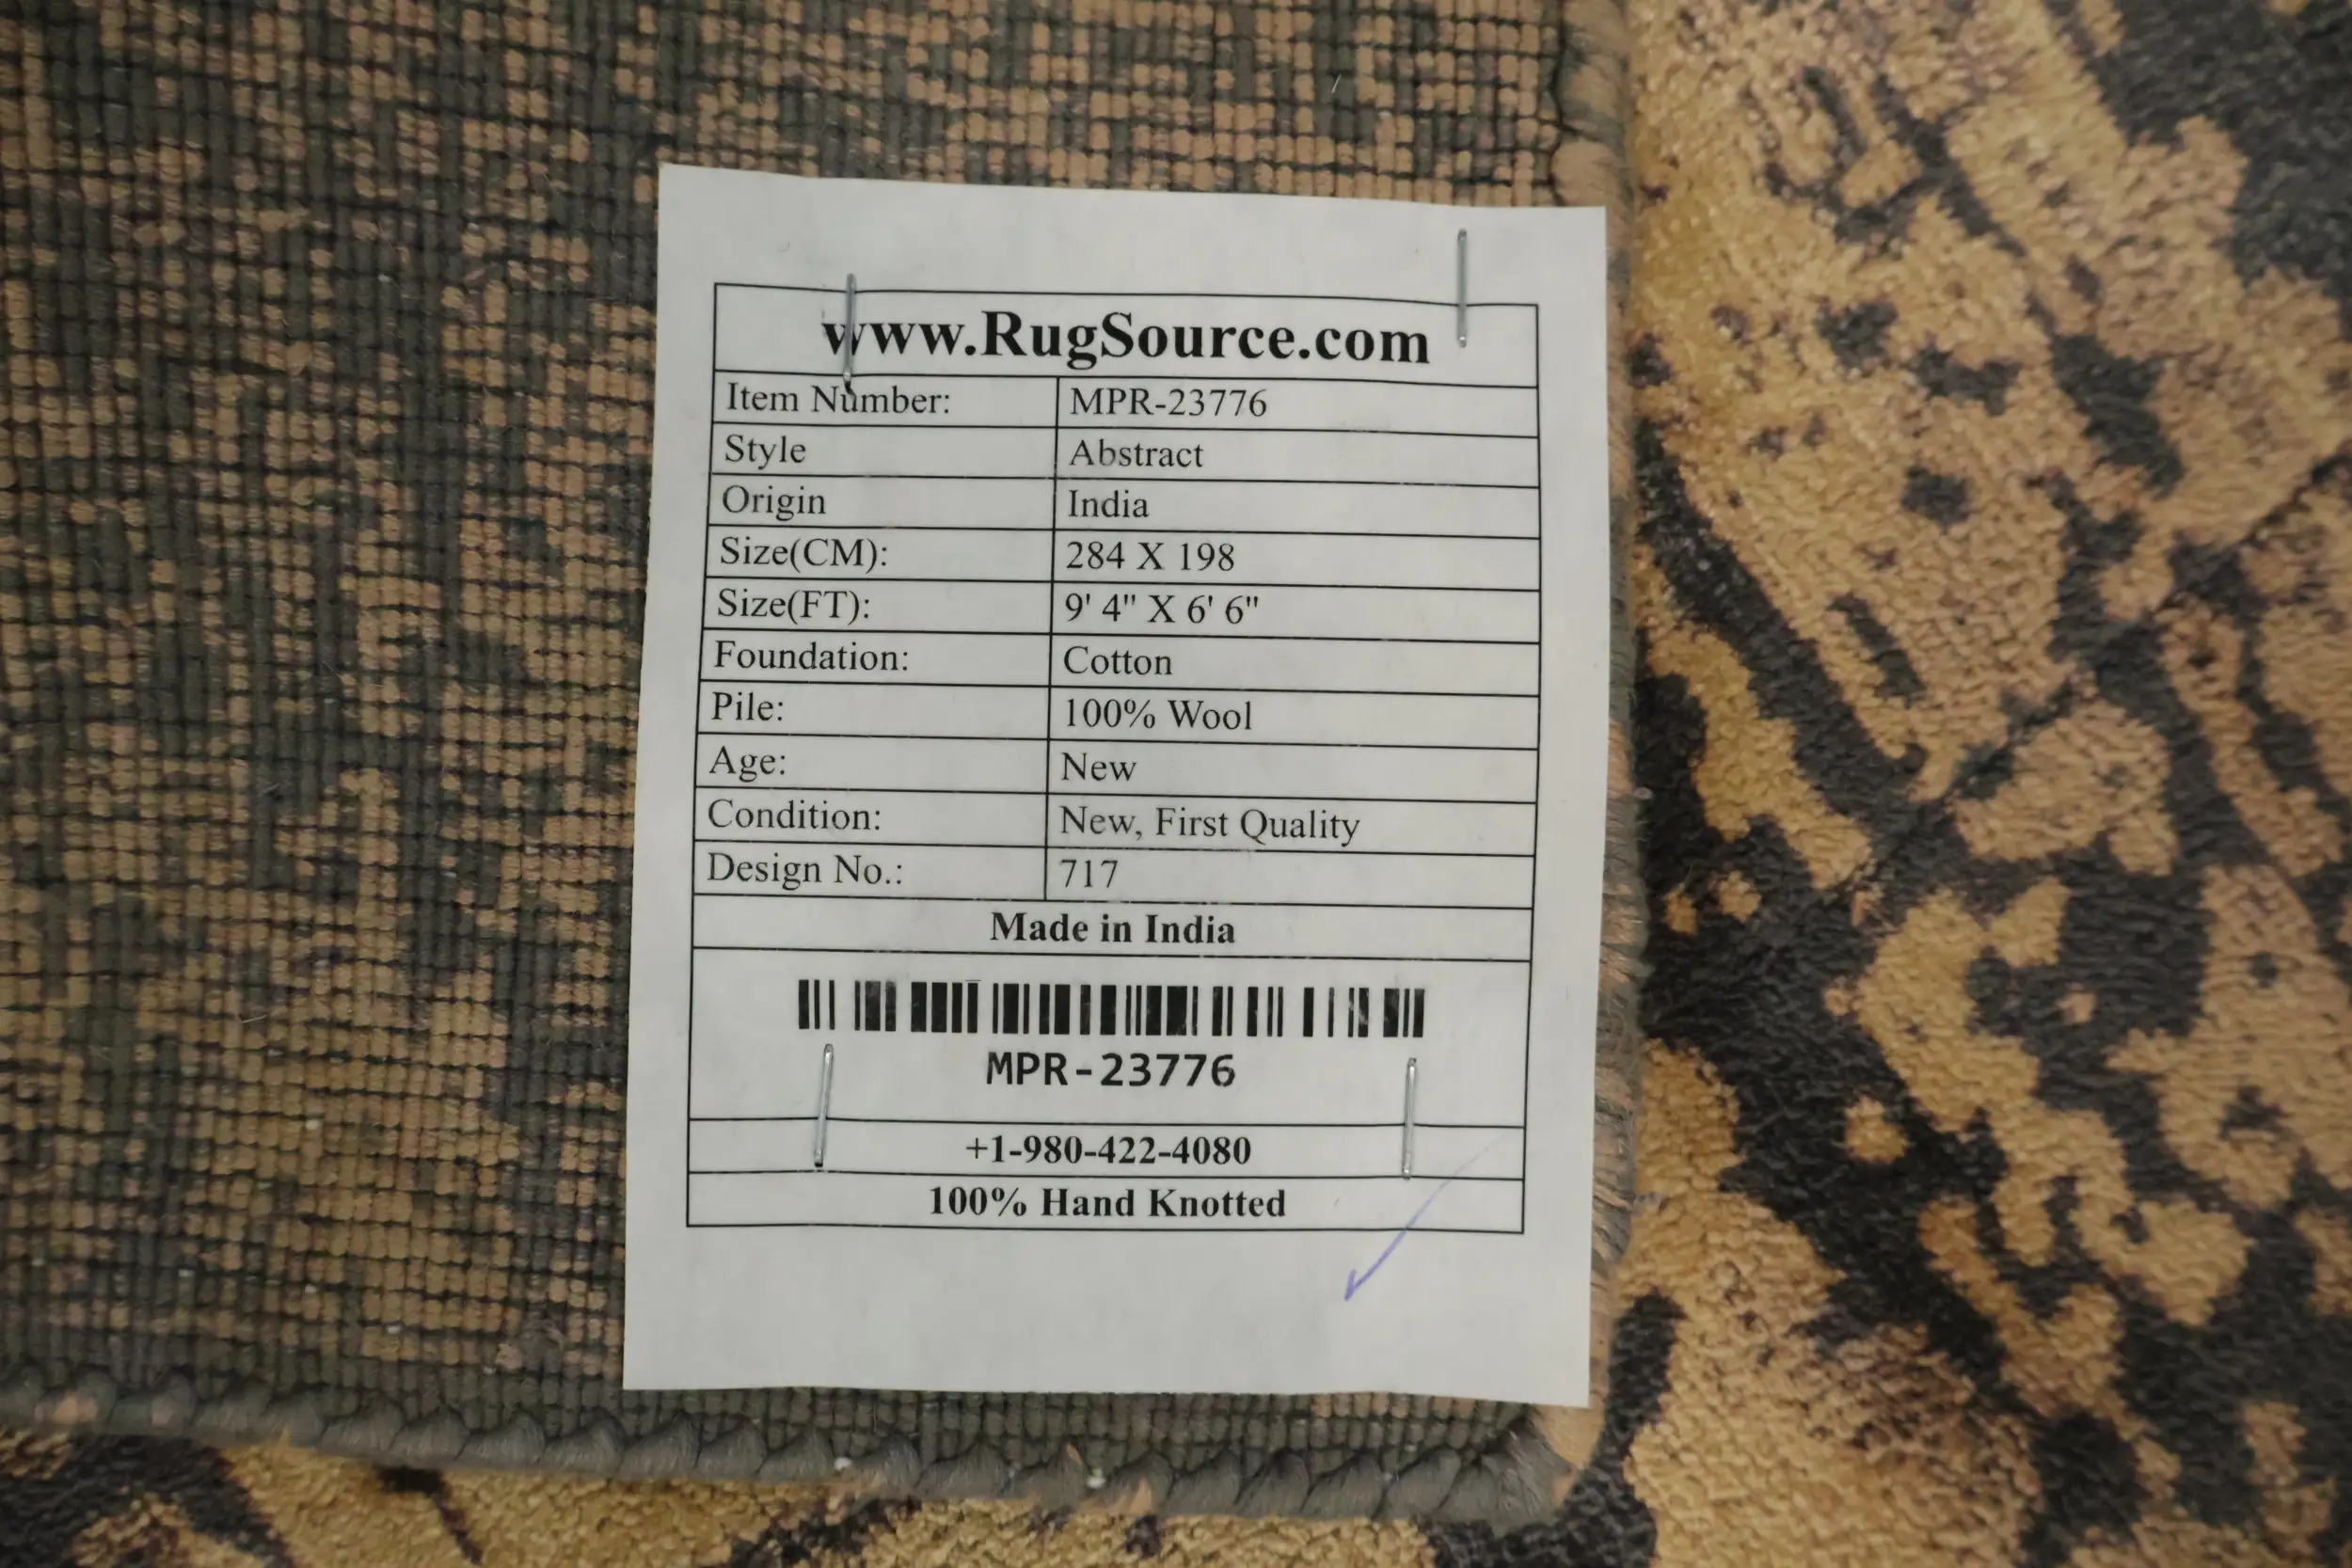 www.RugSource.com
Item Number: MPR-23776
Style Abstract
Origin India
Size(CM): 284 X 198
Size(FT): 9' 4" X 6' 6"
Foundation: Cotton
Pile: 100% Wool
Age: New
Condition: New, First Quality
Design No.: 717
Made in India
MPR-23776
+1-980-422-4080
100% Hand Knotted